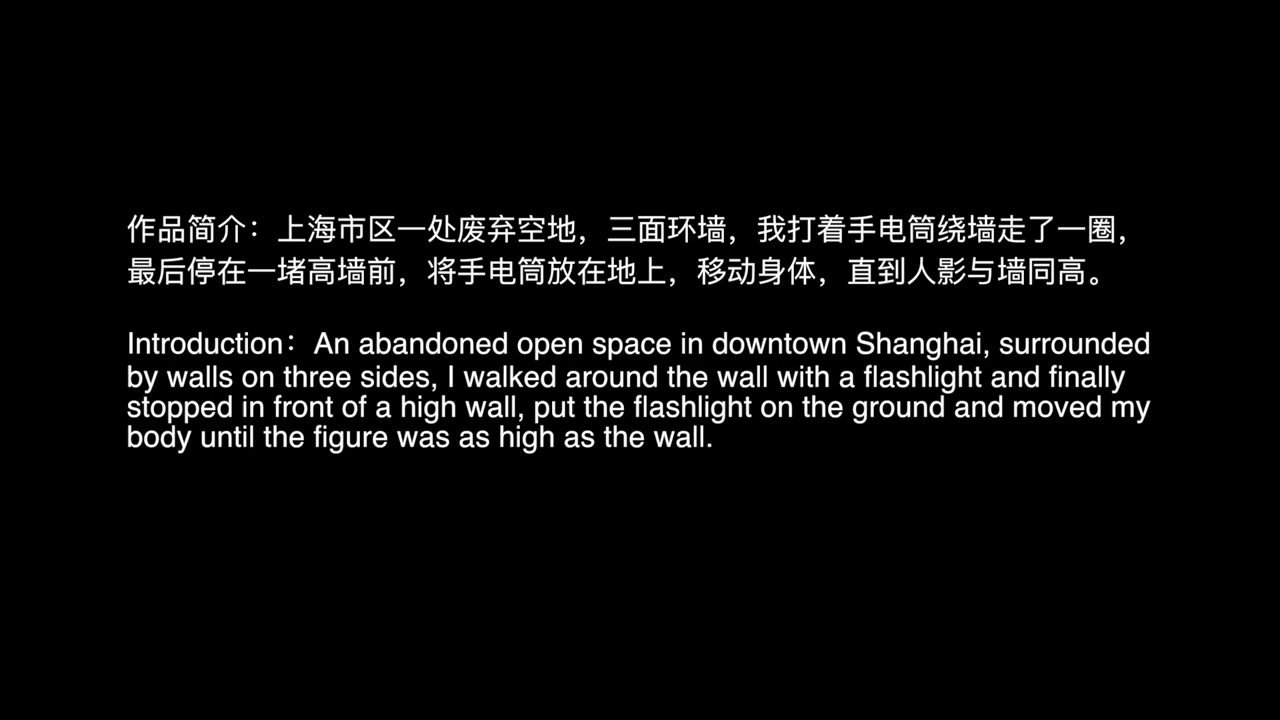 作品简介：上海市区一处废弃空地，三面环墙，我打着手电筒绕墙走了一圈，
最后停在一堵高墙前，将手电筒放在地上，移动身体，直到人影与墙同高。
Introduction：An abandoned open space in downtown Shanghai, surrounded
by walls on three sides, I walked around the wall with a flashlight and finally
stopped in front of a high wall, put the flashlight on the ground and moved my
body until the figure was as high as the wall.